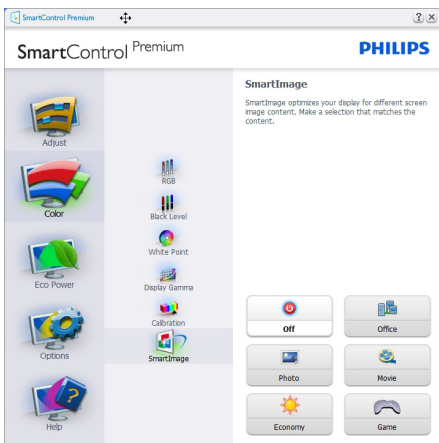 SmartControl Premium
SmartControl Premium
PHILIPS
Adjust
Color
Eco Power
Options
Help
RGB
Black Level
White Point
Display Gamma
Calibration
SmartImage
SmartImage
SmartImage optimizes your display for different screen
image content. Make a selection that matches the
content.
Off
Office
Photo
Movie
Economy
Game